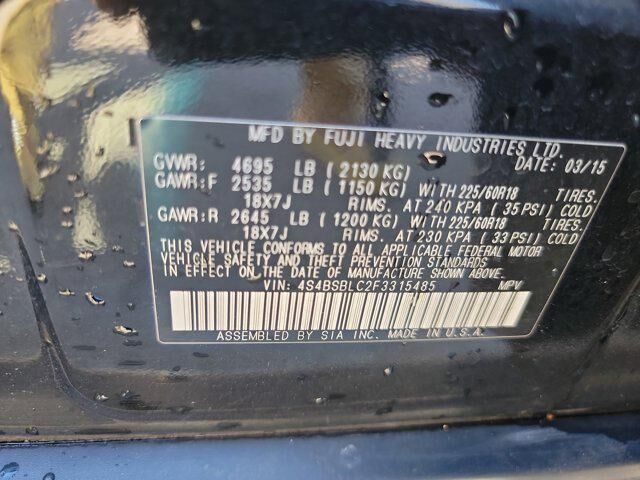 MFD BY FUJI HEAVY INDUSTRIES LTD.
DATE: 03/15
GVWR: 4695 LB ( 2130 KG)
GAWR:F 2535 LB ( 1150 KG) WITH 225/60R18 TIRES.
18X7J RIMS. AT 240 KPA ( 35 PSI) COLD
GAWR:R 2645 LB ( 1200 KG) WITH 225/60R18 TIRES.
18X7J RIMS. AT 230 KPA ( 33 PSI) COLD
THIS VEHICLE CONFORMS TO ALL APPLICABLE FEDERAL MOTOR
VEHICLE SAFETY AND THEFT PREVENTION STANDARDS
IN EFFECT ON THE DATE OF MANUFACTURE SHOWN ABOVE.
VIN: 4S4BSBLC2F3315485 MPV
ASSEMBLED BY SIA INC. MADE IN U.S.A.